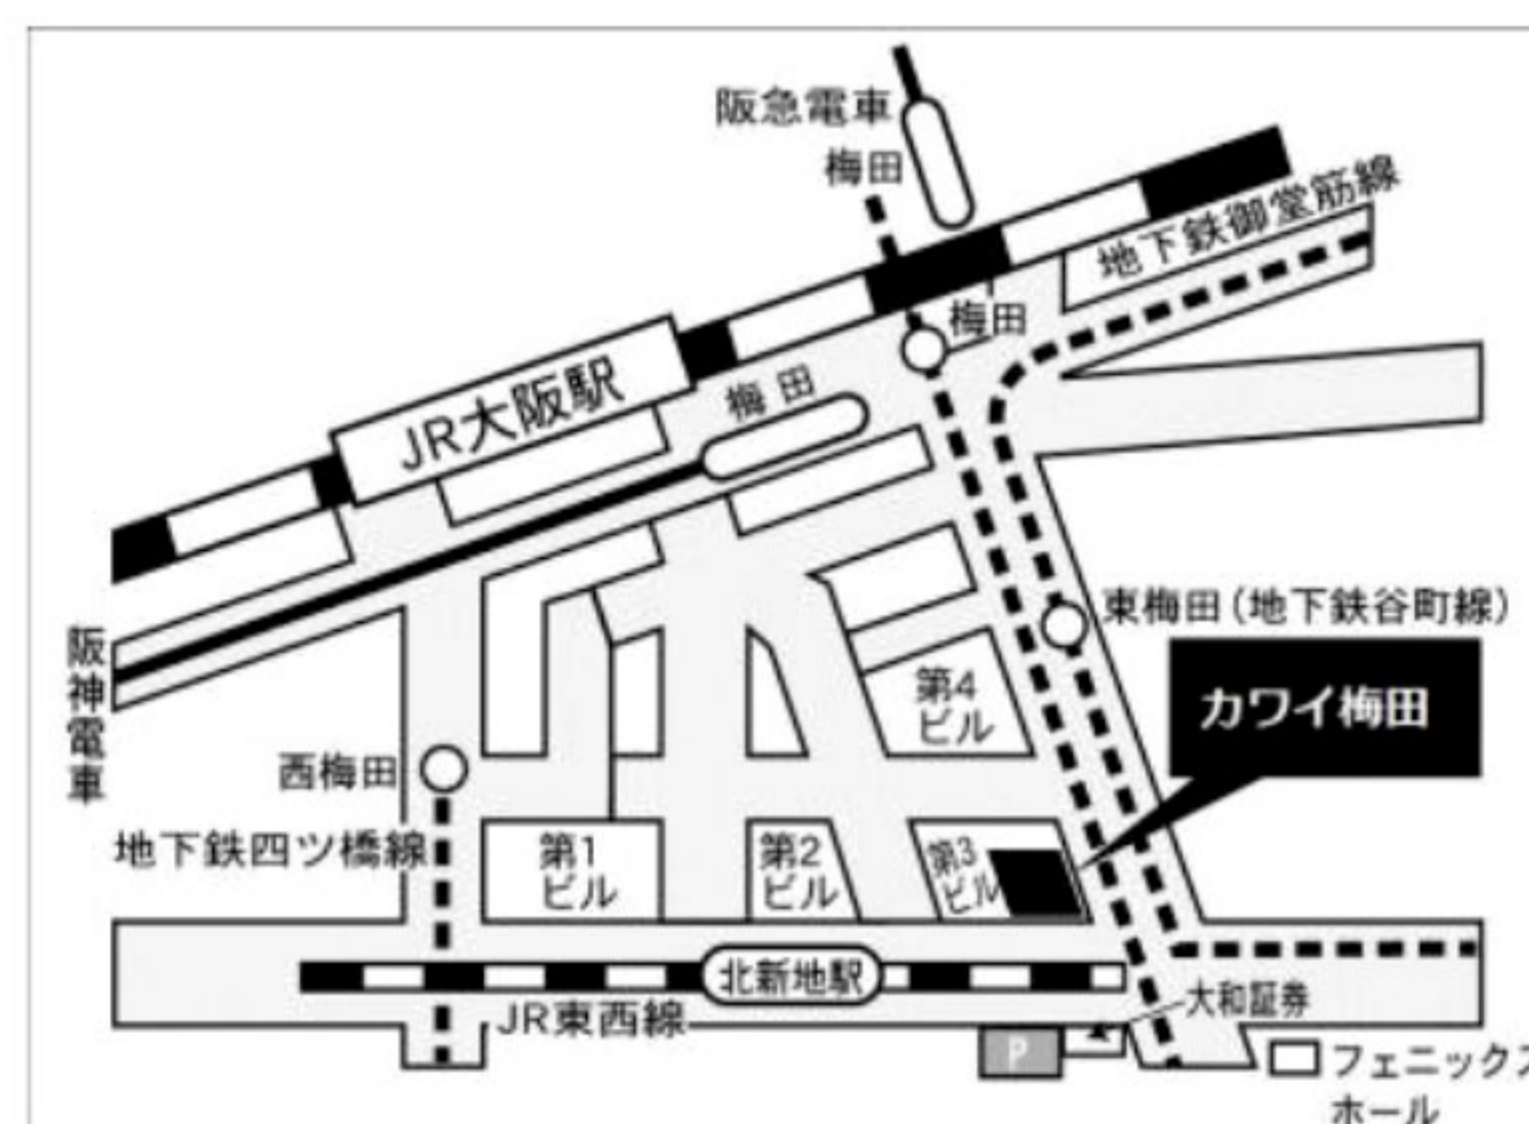 阪急電車
梅田
地下鉄御堂筋線
梅田
JR大阪駅
梅田
阪神電車
東梅田(地下鉄谷町線)
カワイ梅田
第4
ビル
西梅田
地下鉄四ツ橋線
第1
ビル
第2
ビル
第3
ビル
北新地駅
JR東西線
大和証券
P
フェニックス
ホール